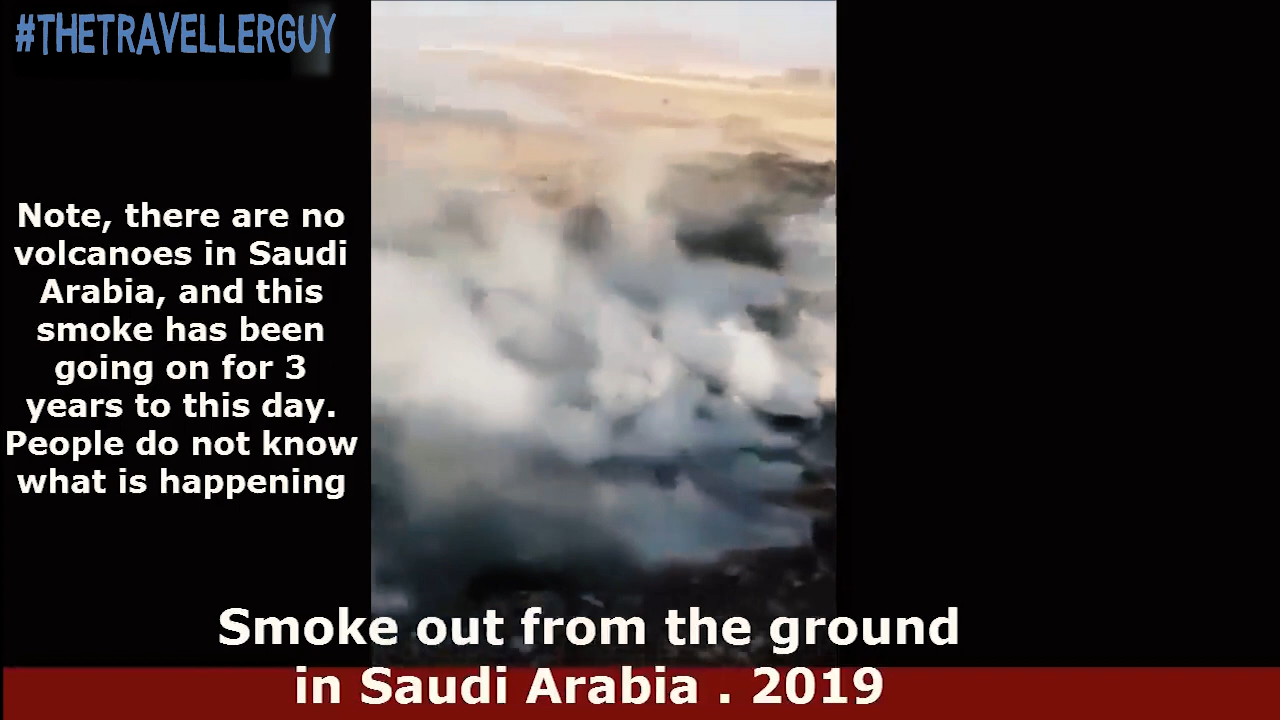 #THETRAVELLERGUY
Note, there are no
volcanoes in Saudi
Arabia, and this
smoke has been
going on for 3
years to this day.
People do not know
what is happening
Smoke out from the ground
in Saudi Arabia . 2019